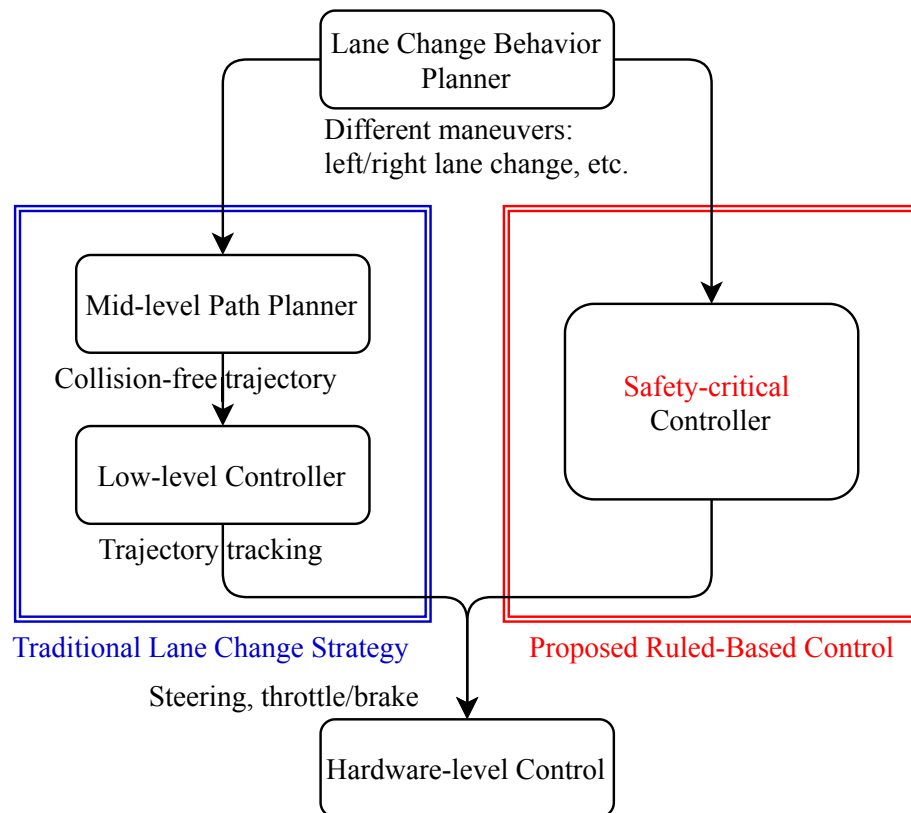 Lane Change Behavior
Planner
Different maneuvers:
left/right lane change, etc.
Mid-level Path Planner
Collision-free trajectory
Low-level Controller
Trajectory tracking
Traditional Lane Change Strategy
Safety-critical
Controller
Proposed Ruled-Based Control
Steering, throttle/brake
Hardware-level Control